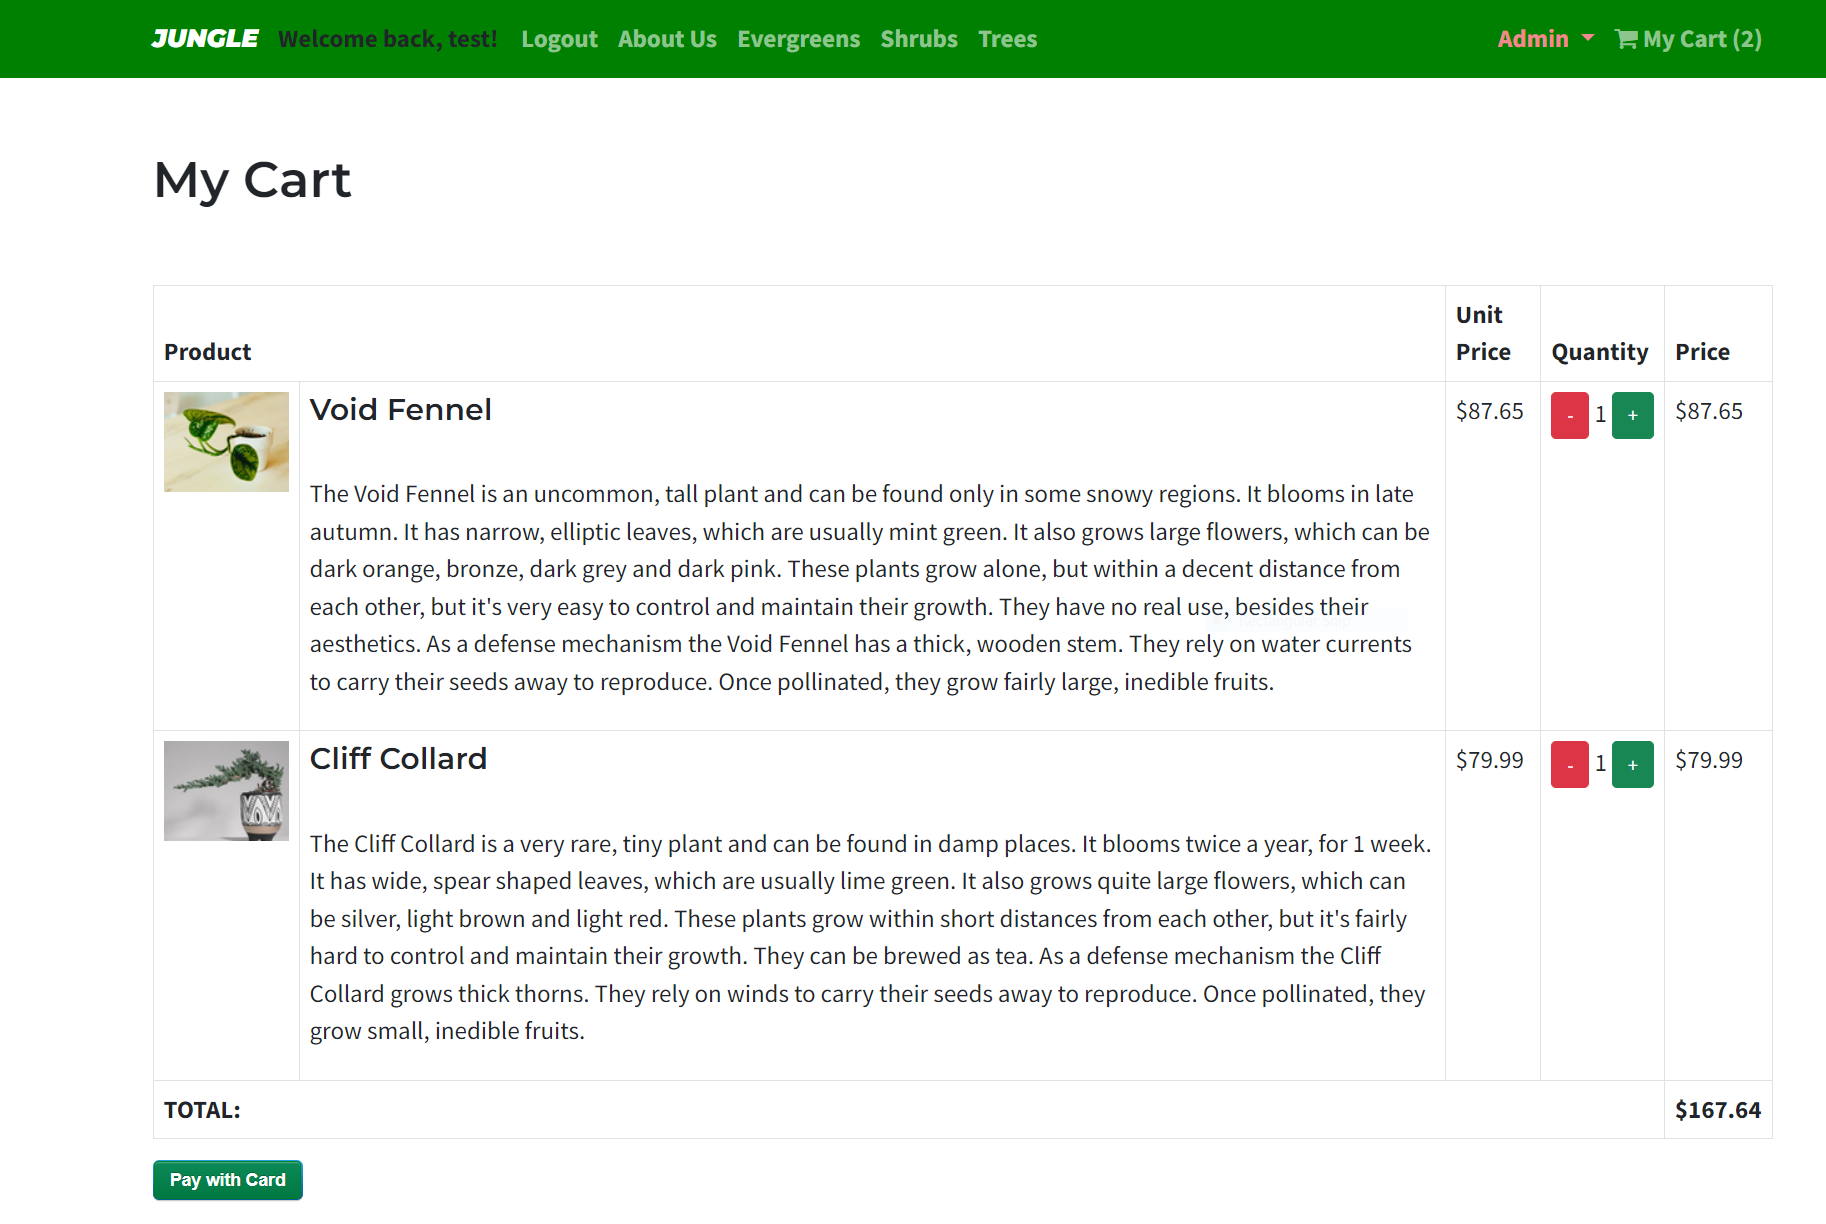 JUNGLE Welcome back, test! Logout About Us Evergreens Shrubs Trees Admin My Cart (2)
My Cart
Product Unit Price Quantity Price
Void Fennel $87.65 - 1 + $87.65
The Void Fennel is an uncommon, tall plant and can be found only in some snowy regions. It blooms in late
autumn. It has narrow, elliptic leaves, which are usually mint green. It also grows large flowers, which can be
dark orange, bronze, dark grey and dark pink. These plants grow alone, but within a decent distance from
each other, but it's very easy to control and maintain their growth. They have no real use, besides their
Rectangular Snip
aesthetics. As a defense mechanism the Void Fennel has a thick, wooden stem. They rely on water currents
to carry their seeds away to reproduce. Once pollinated, they grow fairly large, inedible fruits.
Cliff Collard $79.99 - 1 + $79.99
The Cliff Collard is a very rare, tiny plant and can be found in damp places. It blooms twice a year, for 1 week.
It has wide, spear shaped leaves, which are usually lime green. It also grows quite large flowers, which can
be silver, light brown and light red. These plants grow within short distances from each other, but it's fairly
hard to control and maintain their growth. They can be brewed as tea. As a defense mechanism the Cliff
Collard grows thick thorns. They rely on winds to carry their seeds away to reproduce. Once pollinated, they
grow small, inedible fruits.
TOTAL: $167.64
Pay with Card